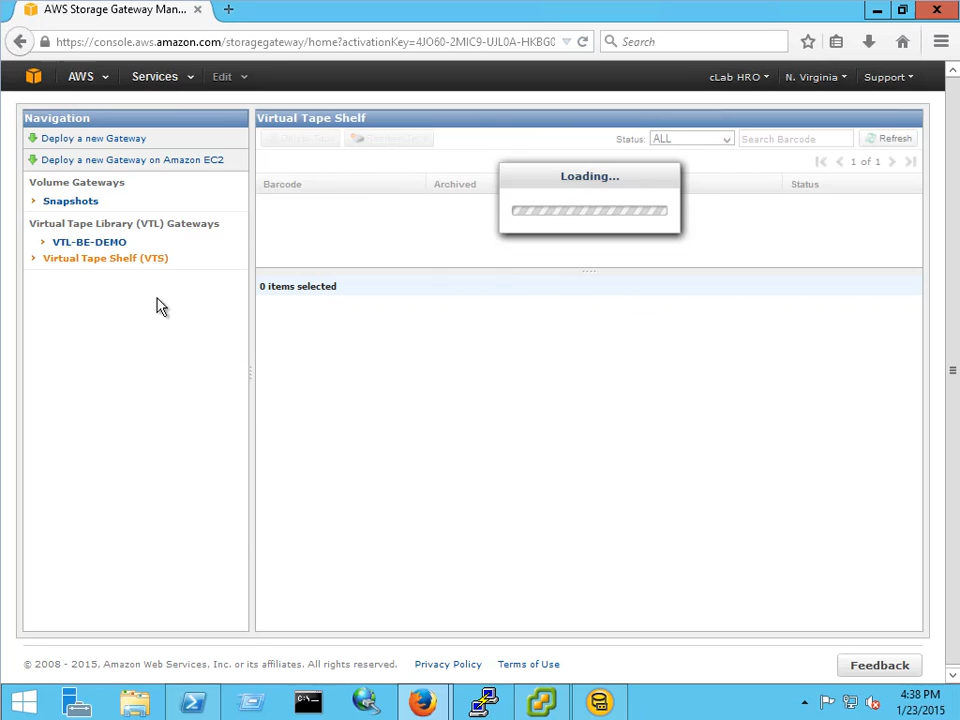 AWS Storage Gateway Man...
https://console.aws.amazon.com/storagegateway/home?activationKey=4JO60-2MIC9-UJL0A-HKBG0
Search
AWS
Services
Edit
cLab HRO
N. Virginia
Support
Navigation
Deploy a new Gateway
Deploy a new Gateway on Amazon EC2
Volume Gateways
Snapshots
Virtual Tape Library (VTL) Gateways
VTL-BE-DEMO
Virtual Tape Shelf (VTS)
Virtual Tape Shelf
Status:
ALL
Search Barcode
Refresh
1 of 1
Barcode
Archived
Status
Loading...
0 items selected
© 2008 - 2015, Amazon Web Services, Inc. or its affiliates. All rights reserved.
Privacy Policy
Terms of Use
Feedback
4:38 PM
1/23/2015